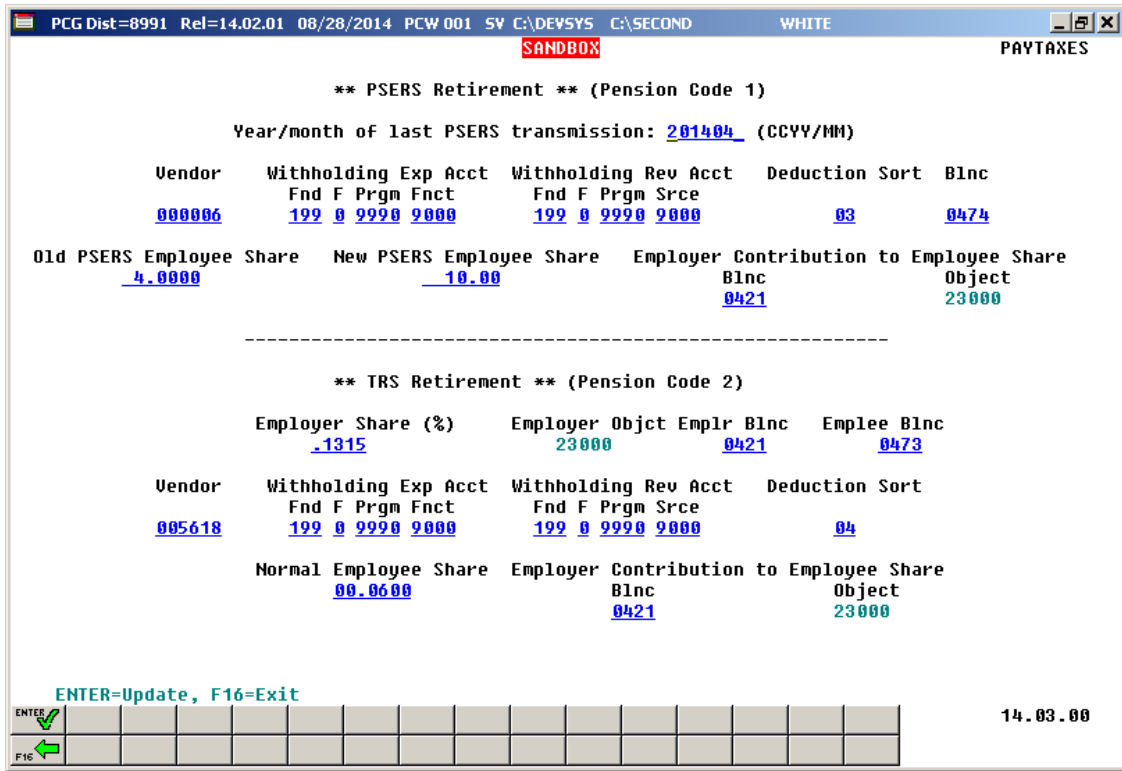 PCG Dist=8991 Rel=14.02.01 08/28/2014 PCW 001 SV C:\DEVSYS C:\SECOND WHITE
SANDBOX PAYTAXES
** PSERS Retirement ** (Pension Code 1)
Year/month of last PSERS transmission: 201404_ (CCYY/MM)
Vendor Withholding Exp Acct Withholding Rev Acct Deduction Sort Blnc
Fnd F Prgm Fnct Fnd F Prgm Srce
000006 199 0 9990 9000 199 0 9990 9000 03 0474
Old PSERS Employee Share New PSERS Employee Share Employer Contribution to Employee Share
_4.0000 __10.00 Blnc Object
0421 23000
----------------------------------------------------------
** TRS Retirement ** (Pension Code 2)
Employer Share (%) Employer Objct Emplr Blnc Emplee Blnc
.1315 23000 0421 0473
Vendor Withholding Exp Acct Withholding Rev Acct Deduction Sort
Fnd F Prgm Fnct Fnd F Prgm Srce
005618 199 0 9990 9000 199 0 9990 9000 04
Normal Employee Share Employer Contribution to Employee Share
00.0600 Blnc Object
0421 23000
ENTER=Update, F16=Exit
ENTER 14.03.00
F16